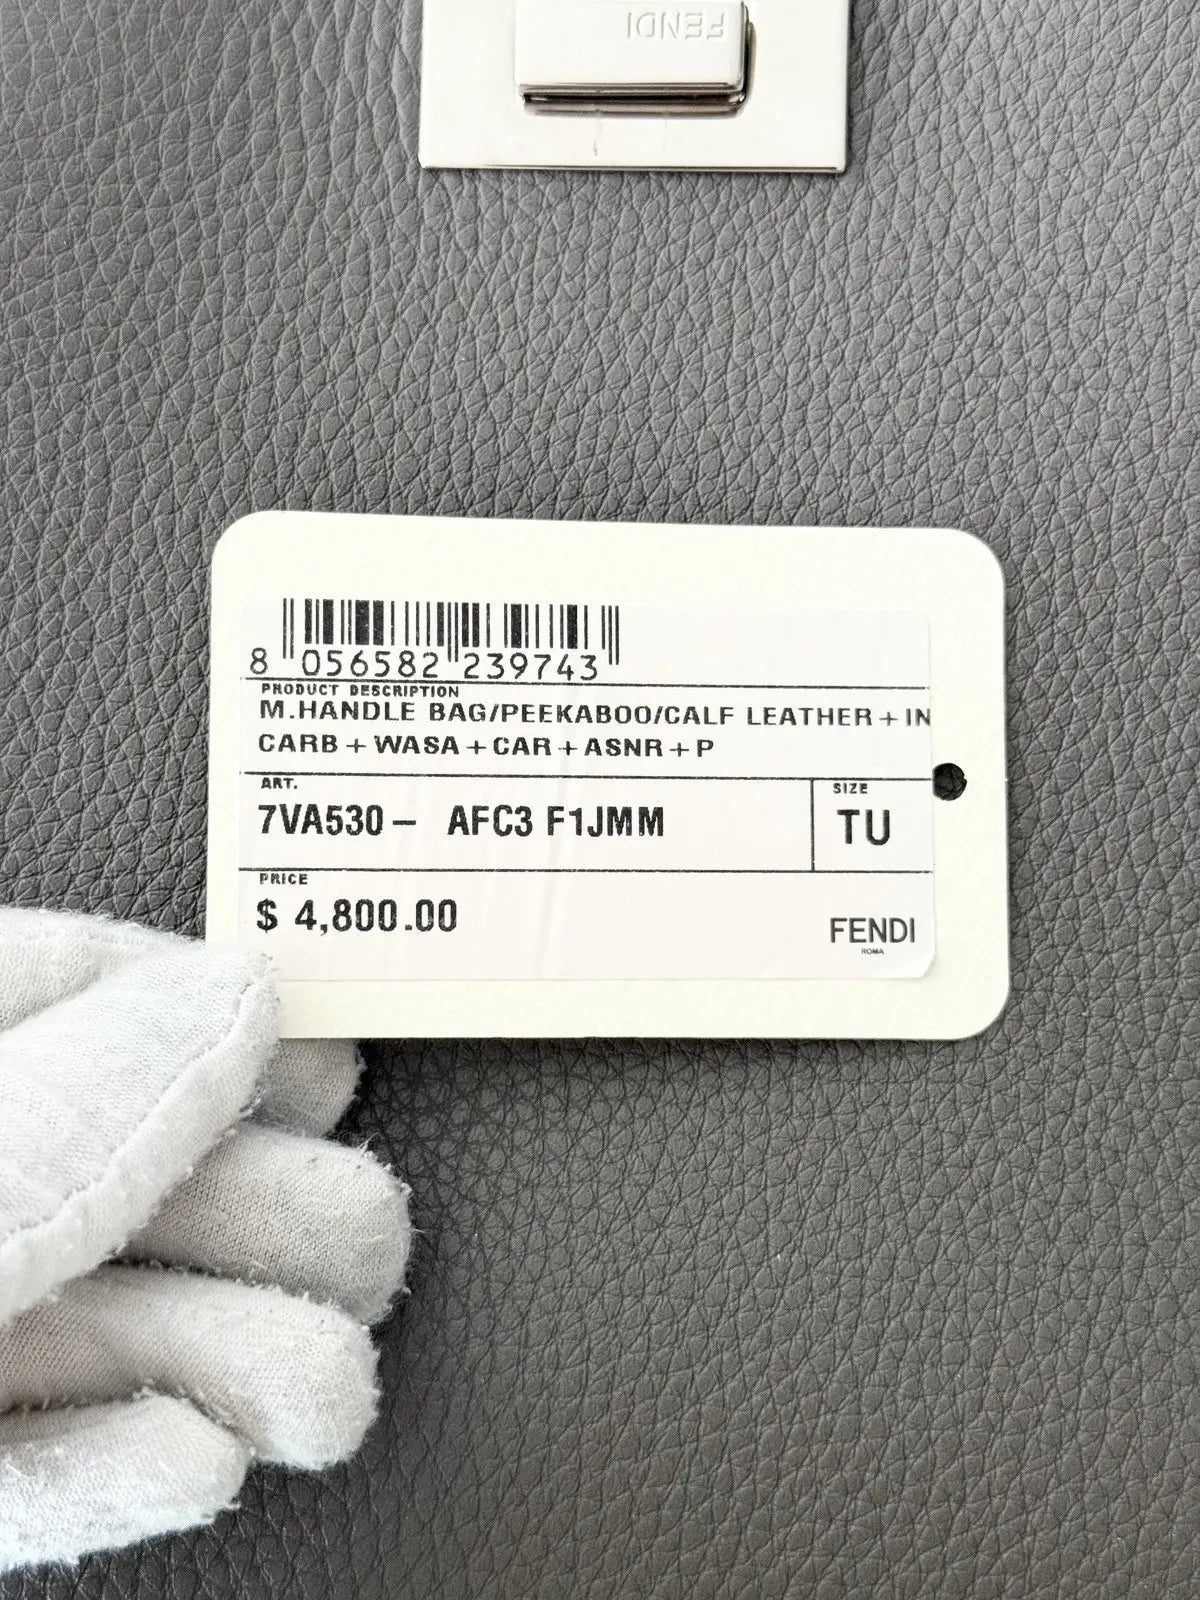 FENDI
8 056582 239743
PRODUCT DESCRIPTION
M.HANDLE BAG/PEEKABOO/CALF LEATHER+IN
CARB+WASA+CAR+ASNR+P
ART.
7VA530- AFC3 F1JMM
SIZE
TU
PRICE
$ 4,800.00
FENDI
ROMA